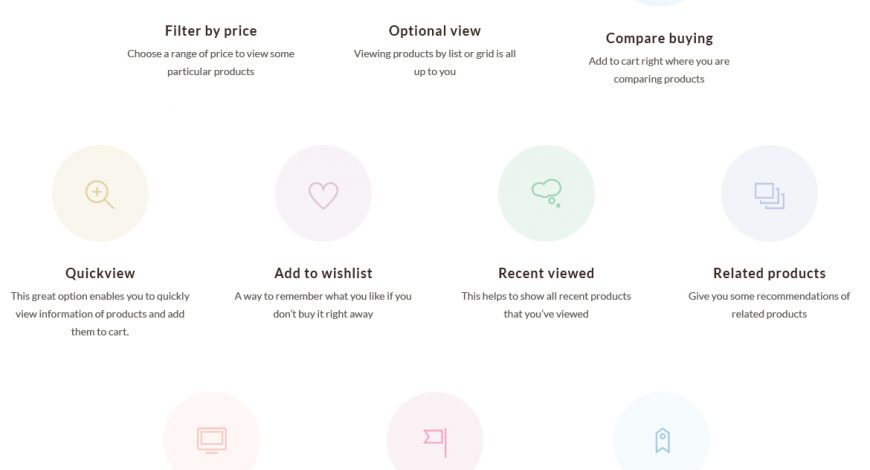 Filter by price
Choose a range of price to view some
particular products
Optional view
Viewing products by list or grid is all
up to you
Compare buying
Add to cart right where you are
comparing products
Quickview
This great option enables you to quickly
view information of products and add
them to cart.
Add to wishlist
A way to remember what you like if you
don't buy it right away
Recent viewed
This helps to show all recent products
that you've viewed
Related products
Give you some recommendations of
related products